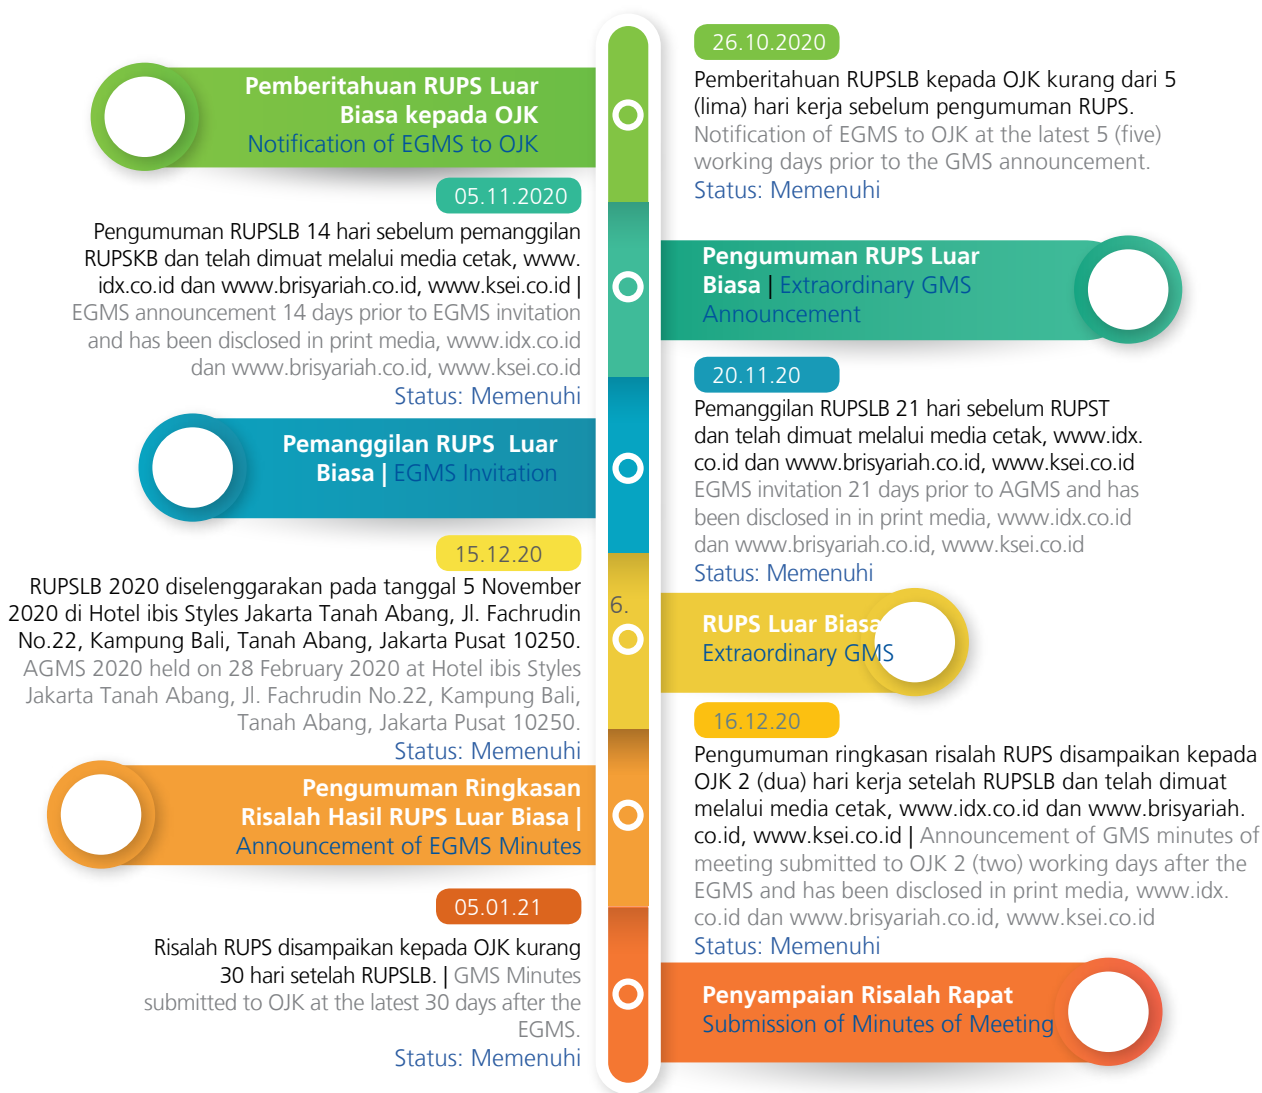 Pemberitahuan RUPS Luar
Biasa kepada OJK
Notification of EGMS to OJK
26.10.2020
Pemberitahuan RUPSLB kepada OJK kurang dari 5
(lima) hari kerja sebelum pengumuman RUPS.
Notification of EGMS to OJK at the latest 5 (five)
working days prior to the GMS announcement.
Status: Memenuhi
05.11.2020
Pengumuman RUPSLB 14 hari sebelum pemanggilan
RUPSKB dan telah dimuat melalui media cetak, www.
idx.co.id dan www.brisyariah.co.id, www.ksei.co.id |
EGMS announcement 14 days prior to EGMS invitation
and has been disclosed in print media, www.idx.co.id
dan www.brisyariah.co.id, www.ksei.co.id
Status: Memenuhi
Pengumuman RUPS Luar
Biasa | Extraordinary GMS
Announcement
Pemanggilan RUPS  Luar
Biasa | EGMS Invitation
20.11.20
Pemanggilan RUPSLB 21 hari sebelum RUPST
dan telah dimuat melalui media cetak, www.idx.
co.id dan www.brisyariah.co.id, www.ksei.co.id
EGMS invitation 21 days prior to AGMS and has
been disclosed in in print media, www.idx.co.id
dan www.brisyariah.co.id, www.ksei.co.id
Status: Memenuhi
15.12.20
RUPSLB 2020 diselenggarakan pada tanggal 5 November
2020 di Hotel ibis Styles Jakarta Tanah Abang, Jl. Fachrudin
No.22, Kampung Bali, Tanah Abang, Jakarta Pusat 10250.
AGMS 2020 held on 28 February 2020 at Hotel ibis Styles
Jakarta Tanah Abang, Jl. Fachrudin No.22, Kampung Bali,
Tanah Abang, Jakarta Pusat 10250.
Status: Memenuhi
6.
RUPS Luar Biasa
Extraordinary GMS
Pengumuman Ringkasan
Risalah Hasil RUPS Luar Biasa |
Announcement of EGMS Minutes
16.12.20
Pengumuman ringkasan risalah RUPS disampaikan kepada
OJK 2 (dua) hari kerja setelah RUPSLB dan telah dimuat
melalui media cetak, www.idx.co.id dan www.brisyariah.
co.id, www.ksei.co.id | Announcement of GMS minutes of
meeting submitted to OJK 2 (two) working days after the
EGMS and has been disclosed in print media, www.idx.
co.id dan www.brisyariah.co.id, www.ksei.co.id
Status: Memenuhi
05.01.21
Risalah RUPS disampaikan kepada OJK kurang
30 hari setelah RUPSLB. | GMS Minutes
submitted to OJK at the latest 30 days after the
EGMS.
Status: Memenuhi
Penyampaian Risalah Rapat
Submission of Minutes of Meeting